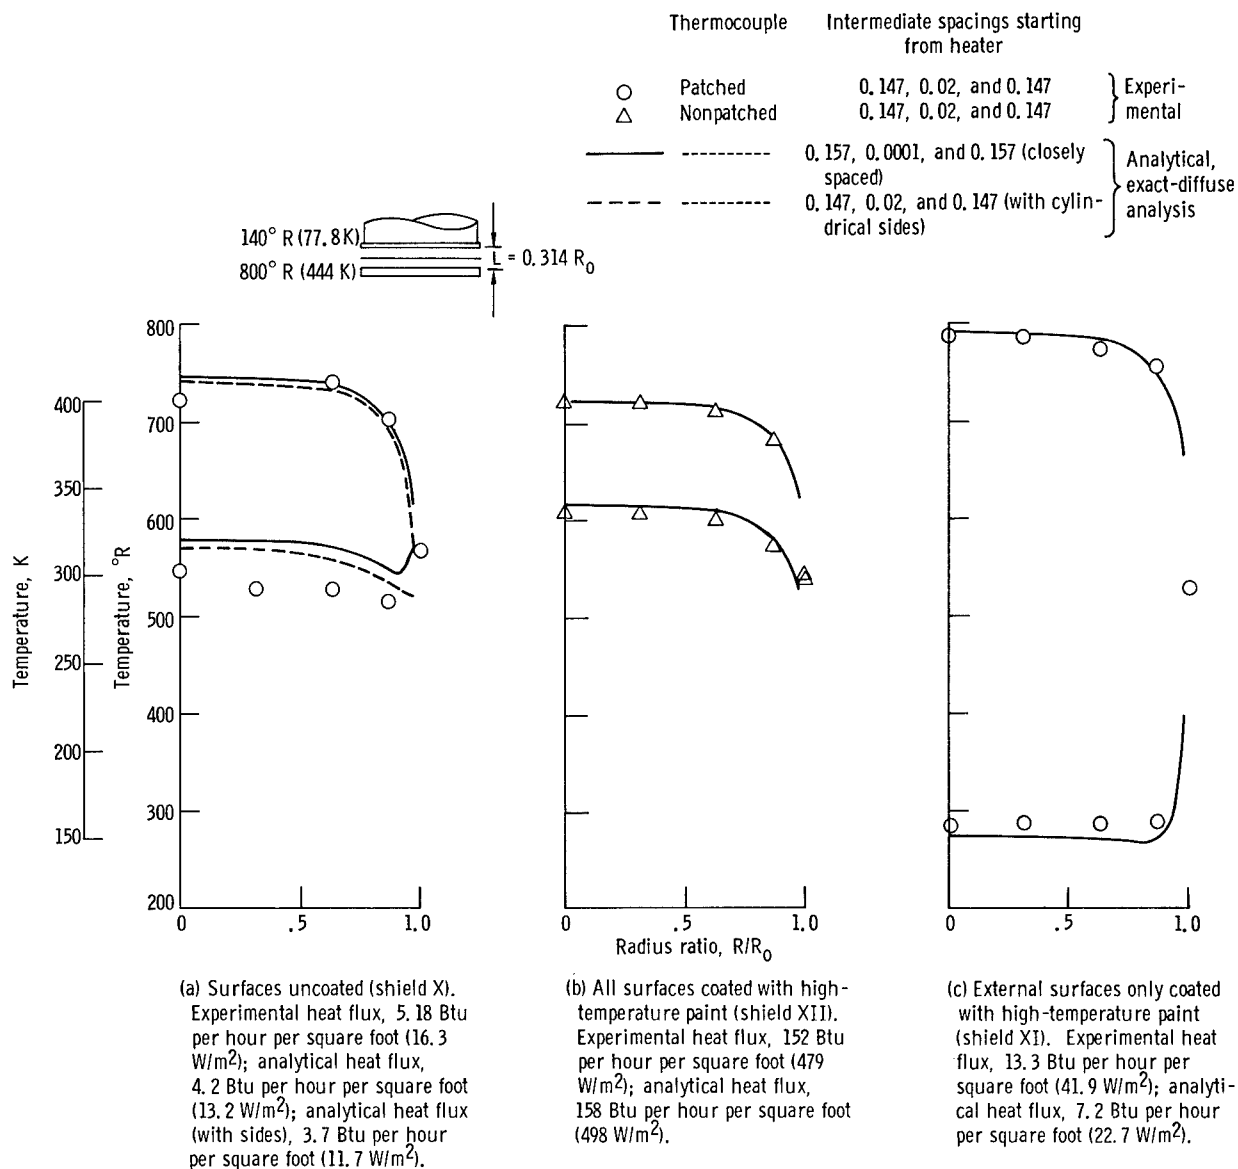 Thermocouple Intermediate spacings starting
from heater
Patched 0.147, 0.02, and 0.147
Nonpatched 0.147, 0.02, and 0.147
Experi-
mental
0.157, 0.0001, and 0.157 (closely
spaced)
0.147, 0.02, and 0.147 (with cylin-
drical sides)
Analytical,
exact-diffuse
analysis
140° R (77.8K)
800° R (444 K)
L = 0.314 R₀
Temperature, K
400
350
300
250
200
150
Temperature, °R
800
700
600
500
400
300
200
0 .5 1.0
0 .5 1.0
0 .5 1.0
Radius ratio, R/R₀
(a) Surfaces uncoated (shield X).
Experimental heat flux, 5.18 Btu
per hour per square foot (16.3
W/m²); analytical heat flux,
4.2 Btu per hour per square foot
(13.2 W/m²); analytical heat flux
(with sides), 3.7 Btu per hour
per square foot (11.7 W/m²).
(b) All surfaces coated with high-
temperature paint (shield XII).
Experimental heat flux, 152 Btu
per hour per square foot (479
W/m²); analytical heat flux,
158 Btu per hour per square foot
(498 W/m²).
(c) External surfaces only coated
with high-temperature paint
(shield XI). Experimental heat
flux, 13.3 Btu per hour per
square foot (41.9 W/m²); analyti-
cal heat flux, 7.2 Btu per hour
per square foot (22.7 W/m²).